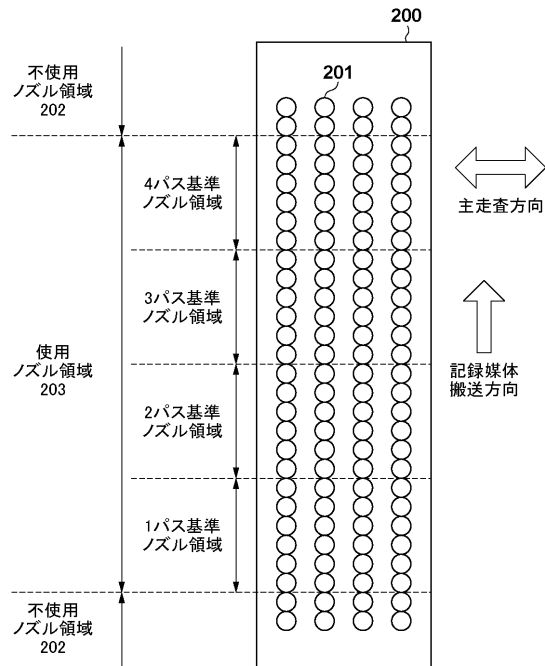 200
201
不使用
ノズル領域
202
4パス基準
ノズル領域
主走査方向
3パス基準
ノズル領域
使用
ノズル領域
203
記録媒体
搬送方向
2パス基準
ノズル領域
1パス基準
ノズル領域
不使用
ノズル領域
202